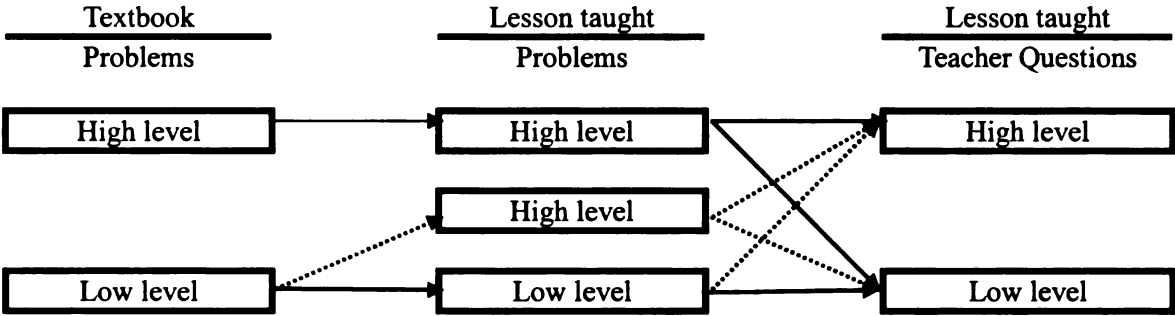 Textbook
Problems
Lesson taught
Problems
Lesson taught
Teacher Questions
High level
High level
High level
High level
Low level
Low level
Low level